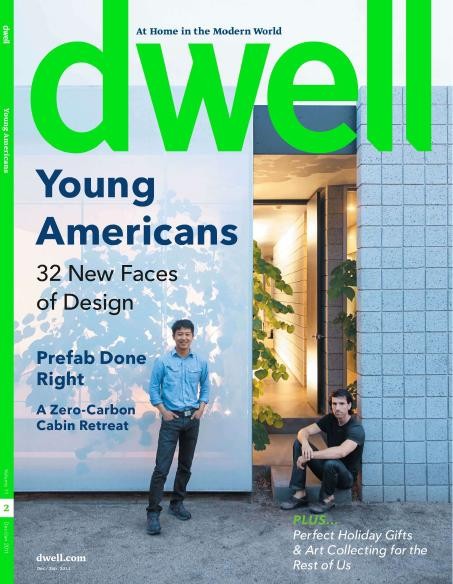 At Home in the Modern World
dwell
Young
Americans
32 New Faces
of Design
Prefab Done
Right
A Zero-Carbon
Cabin Retreat
PLUS...
Perfect Holiday Gifts
& Art Collecting for the
Rest of Us
dwell.com
dwell
Young Americans
2